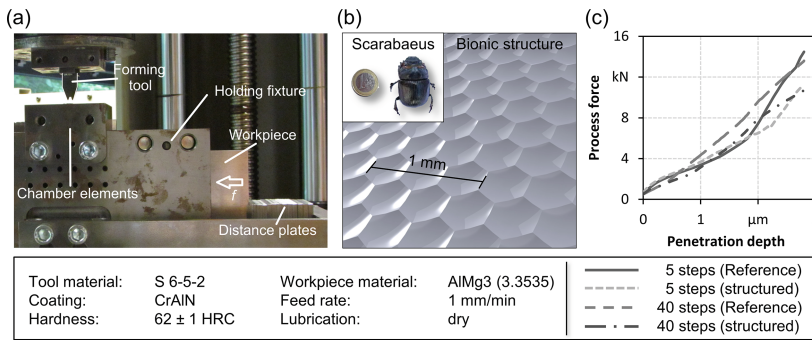 (a)
Forming
tool
Holding fixture
Workpiece
f
Chamber elements
Distance plates
(b)
Scarabaeus
Bionic structure
1 mm
(c)
Process force
16
kN
8
4
0
0
1
µm
Penetration depth
Tool material: S 6-5-2 Workpiece material: AlMg3 (3.3535)
Coating: CrAlN Feed rate: 1 mm/min
Hardness: 62 ± 1 HRC Lubrication: dry
5 steps (Reference)
5 steps (structured)
40 steps (Reference)
40 steps (structured)